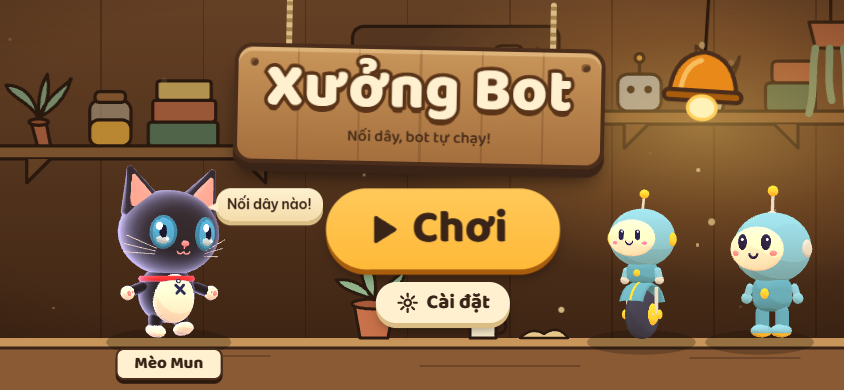 Xưởng Bot
Nối dây, bot tự chạy!
Nối dây nào!
Chơi
Cài đặt
Mèo Mun